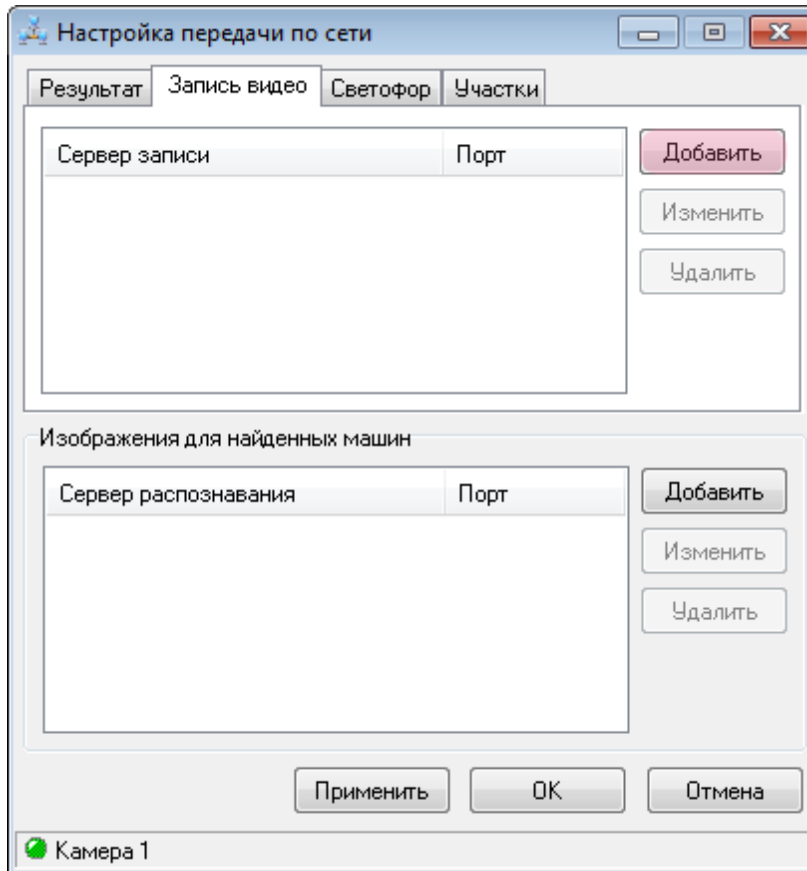 Настройка передачи по сети
Результат Запись видео Светофор Участки
Сервер записи Порт Добавить
Изменить
Удалить
Изображения для найденных машин
Сервер распознавания Порт Добавить
Изменить
Удалить
Применить OK Отмена
Камера 1